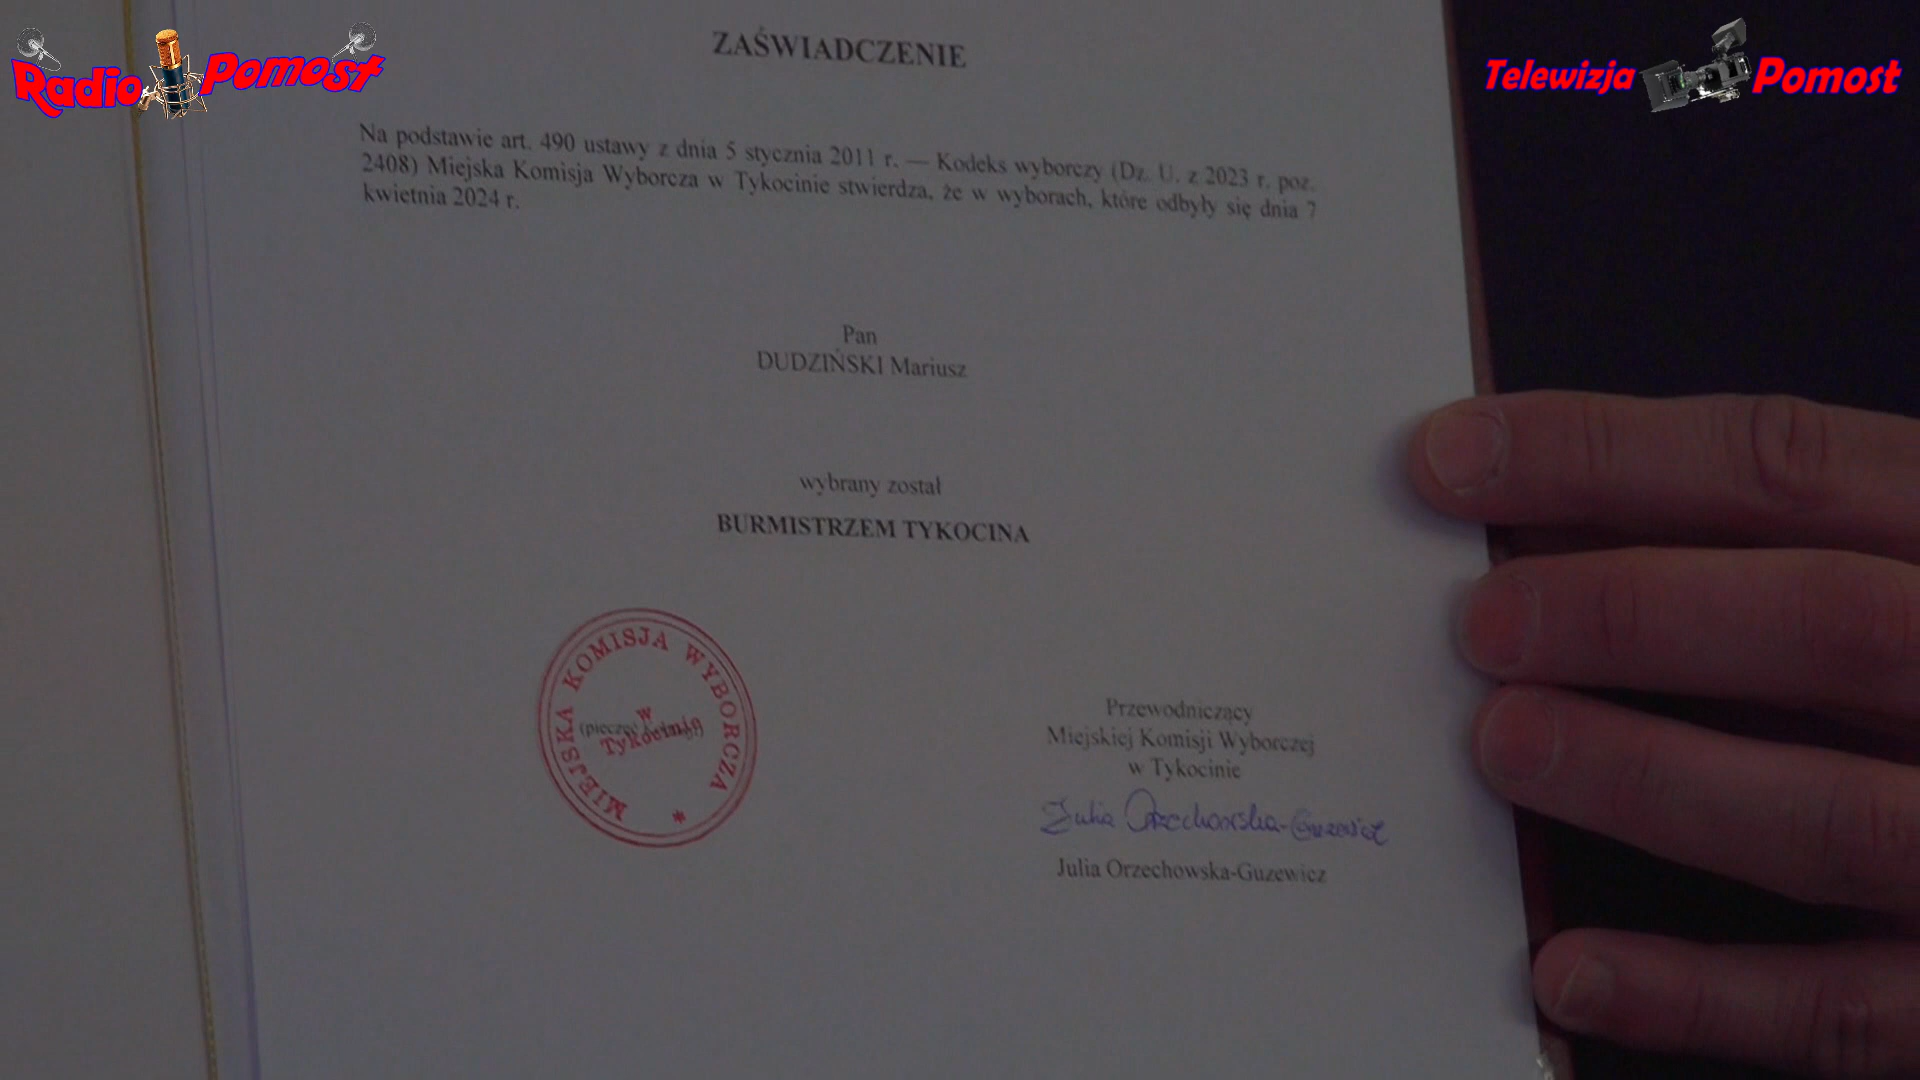 Radio Pomost
Telewizja Pomost
ZAŚWIADCZENIE
Na podstawie art. 490 ustawy z dnia 5 stycznia 2011 r. — Kodeks wyborczy (Dz. U. z 2023 r. poz.
2408) Miejska Komisja Wyborcza w Tykocinie stwierdza, że w wyborach, które odbyły się dnia 7
kwietnia 2024 r.
Pan
DUDZIŃSKI Mariusz
wybrany został
BURMISTRZEM TYKOCINA
MIEJSKA KOMISJA WYBORCZA
w
Tykocinie
(pieczęć
Przewodniczący
Miejskiej Komisji Wyborczej
w Tykocinie
Julia Orzechowska-Guzewicz
Julia Orzechowska-Guzewicz